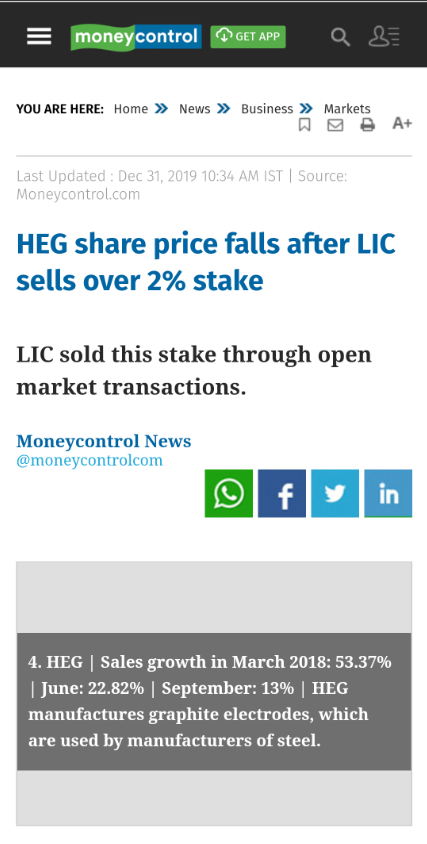 moneycontrol GET APP
YOU ARE HERE: Home » News » Business » Markets
A+
Last Updated : Dec 31, 2019 10:34 AM IST | Source:
Moneycontrol.com
HEG share price falls after LIC
sells over 2% stake
LIC sold this stake through open
market transactions.
Moneycontrol News
@moneycontrolcom
4. HEG | Sales growth in March 2018: 53.37%
| June: 22.82% | September: 13% | HEG
manufactures graphite electrodes, which
are used by manufacturers of steel.